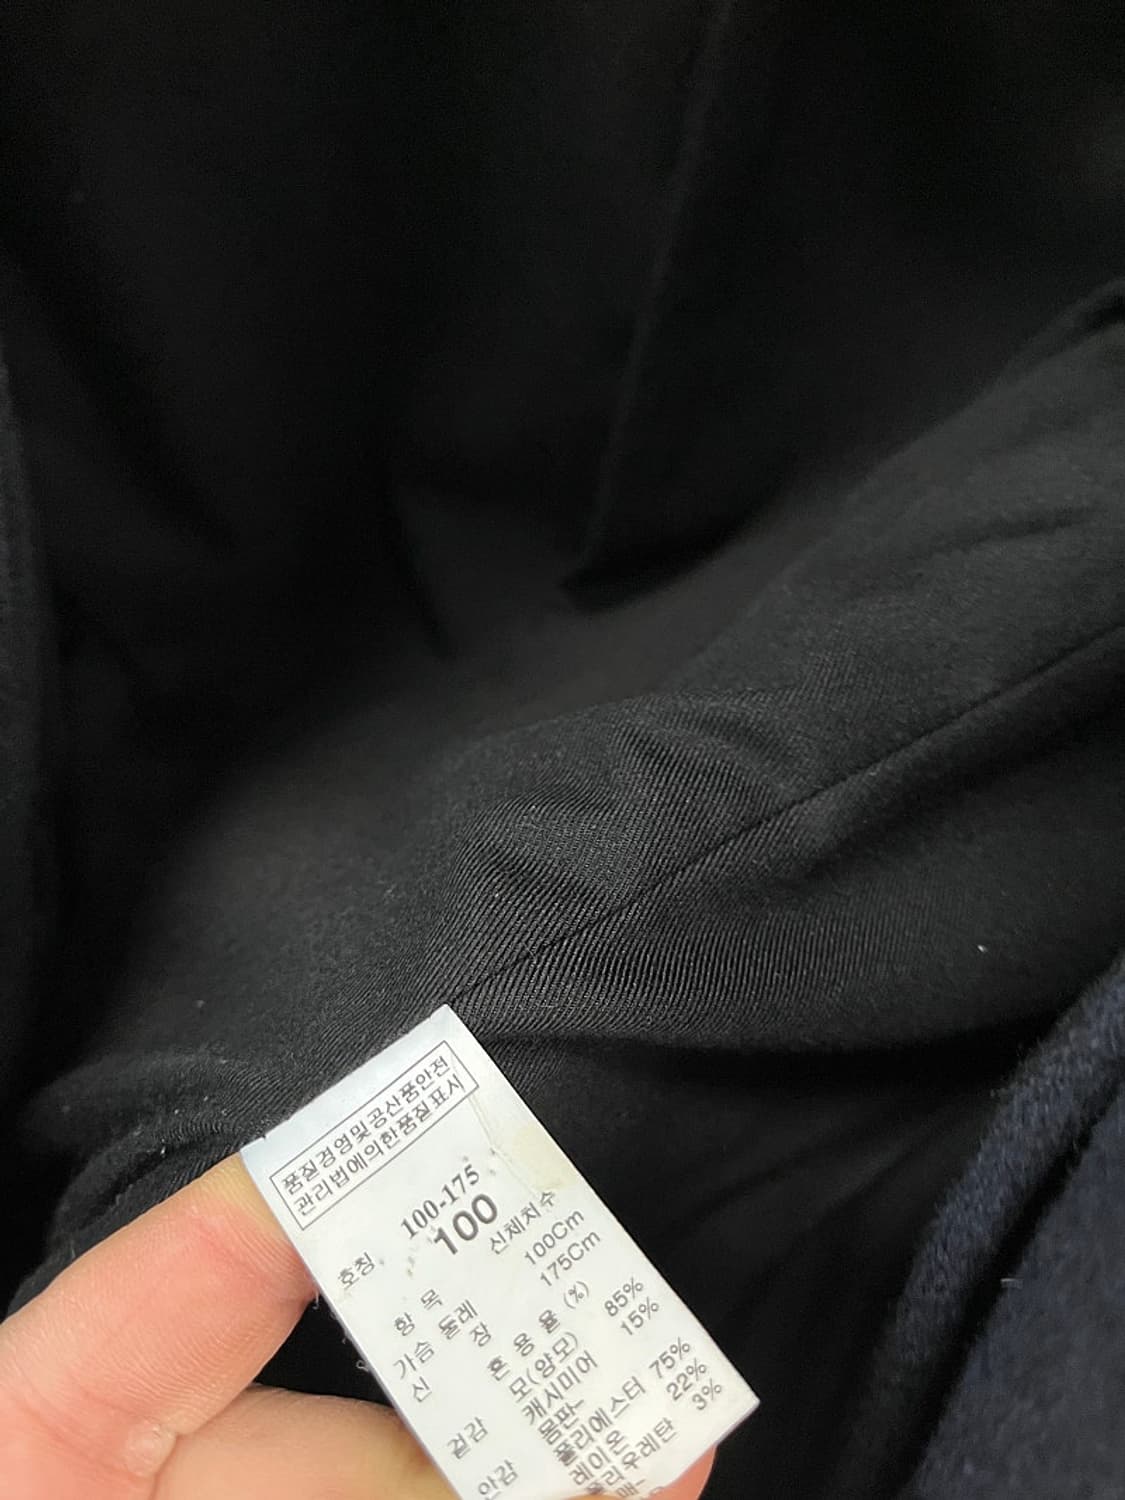 품질경영및공산품안전
관리법에의한품질표시
호칭 100-175
100
항 목 신체치수
가슴둘레 100Cm
신 장 175Cm
혼 용 율 (%)
겉감 모(양모) 85%
캐시미어 15%
안감 몸판-
폴리에스터 75%
레이온 22%
폴리우레탄 3%